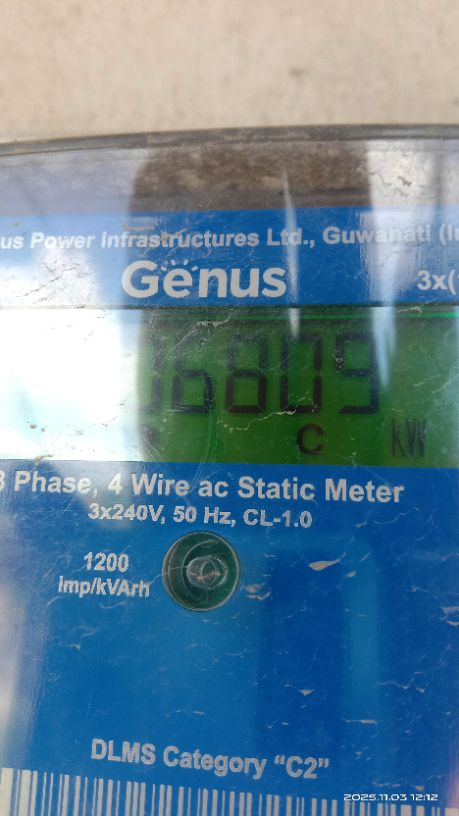 us Power Infrastructures Ltd., Guwahati (In
Genus
3x(
06809
C kW
3 Phase, 4 Wire ac Static Meter
3x240V, 50 Hz, CL-1.0
1200
imp/kVArh
DLMS Category "C2"
2025.11.03 12:12